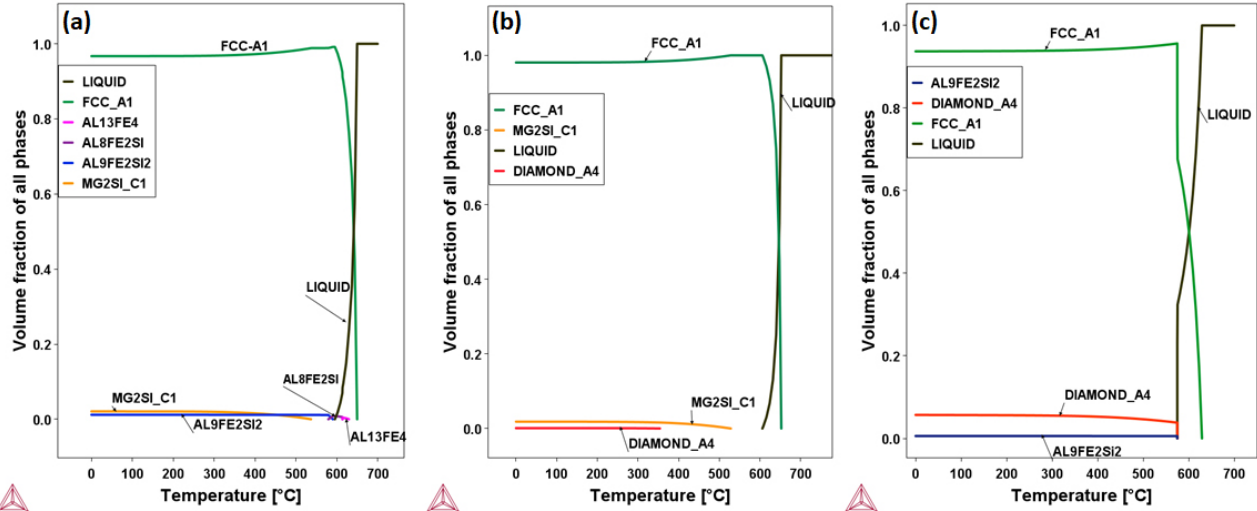 (a)
Volume fraction of all phases
1.0
0.8
0.6
0.4
0.2
0.0
FCC-A1
LIQUID
FCC_A1
AL13FE4
AL8FE2SI
AL9FE2SI2
MG2SI_C1
LIQUID
AL8FE2SI
MG2SI_C1
AL9FE2SI2
AL13FE4
0 100 200 300 400 500 600 700
Temperature [°C]
(b)
Volume fraction of all phases
1.0
0.8
0.6
0.4
0.2
0.0
FCC_A1
LIQUID
FCC_A1
MG2SI_C1
LIQUID
DIAMOND_A4
MG2SI_C1
DIAMOND_A4
0 100 200 300 400 500 600 700
Temperature [°C]
(c)
Volume fraction of all phases
1.0
0.8
0.6
0.4
0.2
0.0
FCC_A1
AL9FE2SI2
DIAMOND_A4
FCC_A1
LIQUID
LIQUID
DIAMOND_A4
AL9FE2Si2
0 100 200 300 400 500 600 700
Temperature [°C]